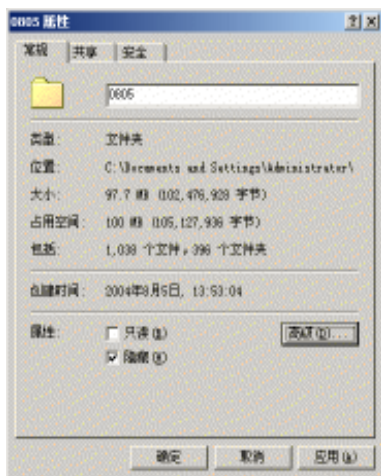 0805 属性
常规 共享 安全
0805
类型: 文件夹
位置: C:\Documents and Settings\Administrator\
大小: 97.7 MB (102,476,928 字节)
占用空间: 100 MB (105,127,936 字节)
包括: 1,038 个文件，396 个文件夹
创建时间: 2004年8月5日, 13:53:04
属性: 只读(R) 高级(D)...
隐藏(H)
确定 取消 应用(A)